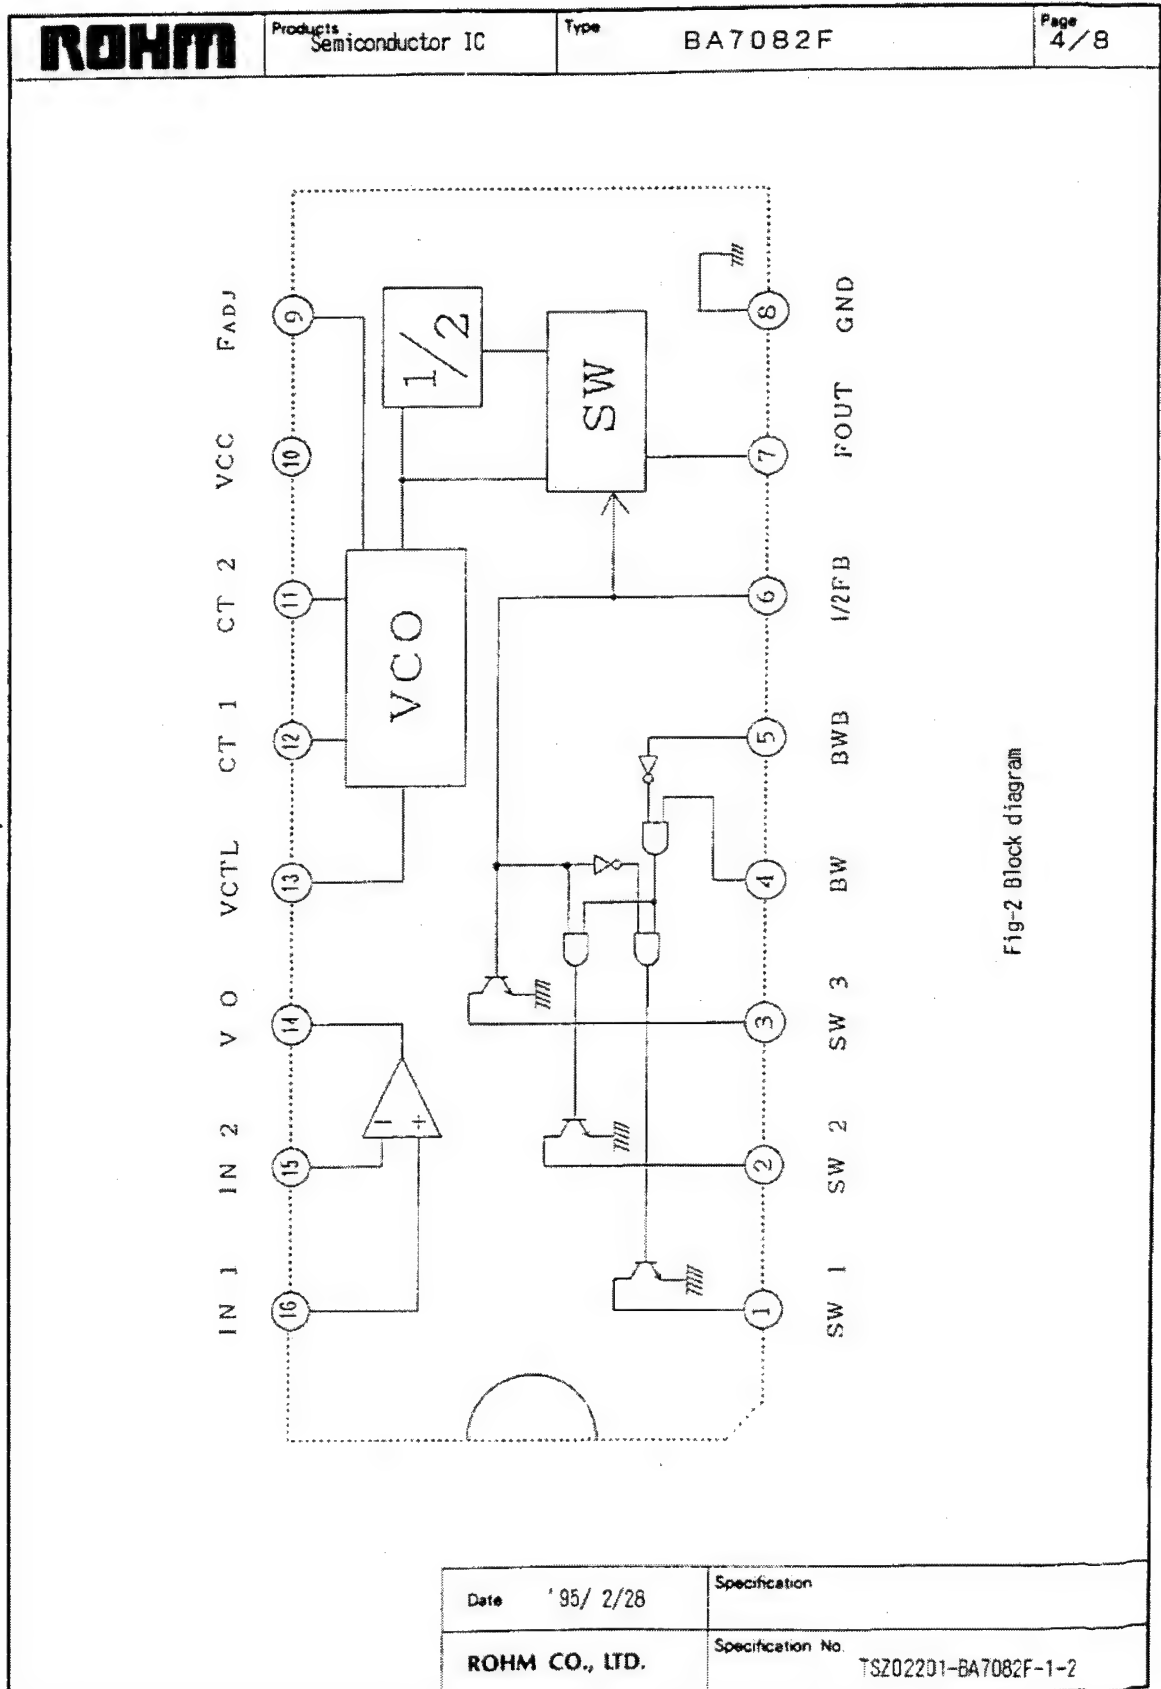 ROHM
Products
Semiconductor IC
Type
BA7082F
Page
4/8
FADJ
VCC
CT 2
CT 1
VCTL
V O
IN 2
IN 1
9
10
11
12
13
14
15
16
1/2
SW
VCO
8
7
6
5
4
3
2
1
GND
FOUT
1/2FB
BWB
BW
SW 3
SW 2
SW 1
Fig-2 Block diagram
Date '95/ 2/28
Specification
ROHM CO., LTD.
Specification No.
TSZ02201-BA7082F-1-2